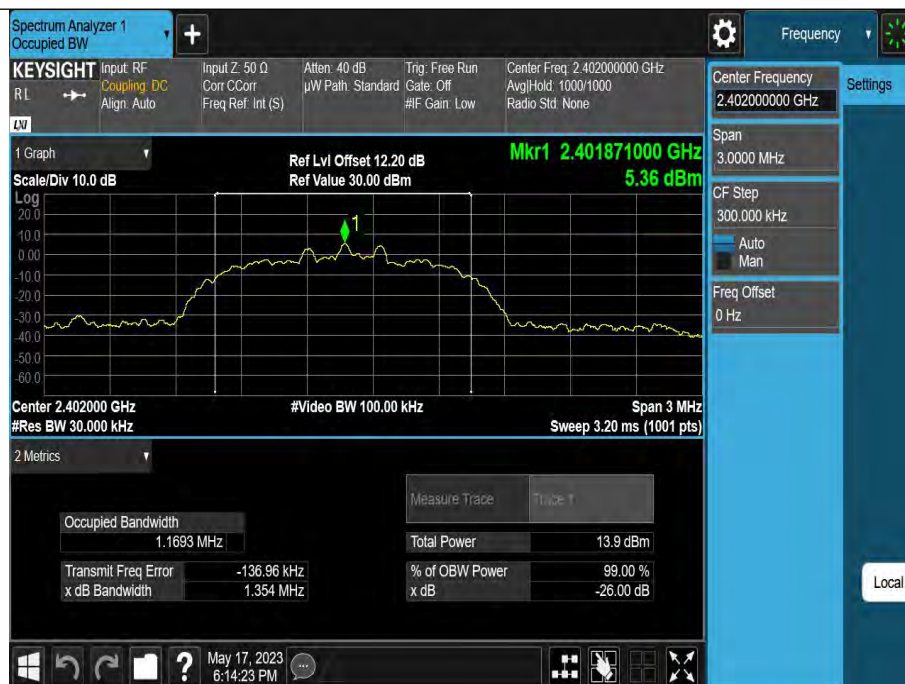 Spectrum Analyzer 1
Occupied BW
Frequency
KEYSIGHT
RL
LXI
Input: RF
Coupling: DC
Align: Auto
Input Z: 50 Ω
Corr CCorr
Freq Ref: Int (S)
Atten: 40 dB
µW Path: Standard
Trig: Free Run
Gate: Off
#IF Gain: Low
Center Freq: 2.402000000 GHz
Avg|Hold: 1000/1000
Radio Std: None
Center Frequency
2.402000000 GHz
Settings
Span
3.0000 MHz
CF Step
300.000 kHz
Auto
Man
Freq Offset
0 Hz
Local
1 Graph
Scale/Div 10.0 dB
Ref Lvl Offset 12.20 dB
Ref Value 30.00 dBm
Mkr1 2.401871000 GHz
5.36 dBm
Log
20.0
10.0
0.00
-10.0
-20.0
-30.0
-40.0
-50.0
-60.0
1
Center 2.402000 GHz
#Res BW 30.000 kHz
#Video BW 100.00 kHz
Span 3 MHz
Sweep 3.20 ms (1001 pts)
2 Metrics
Measure Trace
Trace 1
Occupied Bandwidth
1.1693 MHz
Total Power
13.9 dBm
Transmit Freq Error
-136.96 kHz
% of OBW Power
99.00 %
x dB Bandwidth
1.354 MHz
x dB
-26.00 dB
?
May 17, 2023
6:14:23 PM